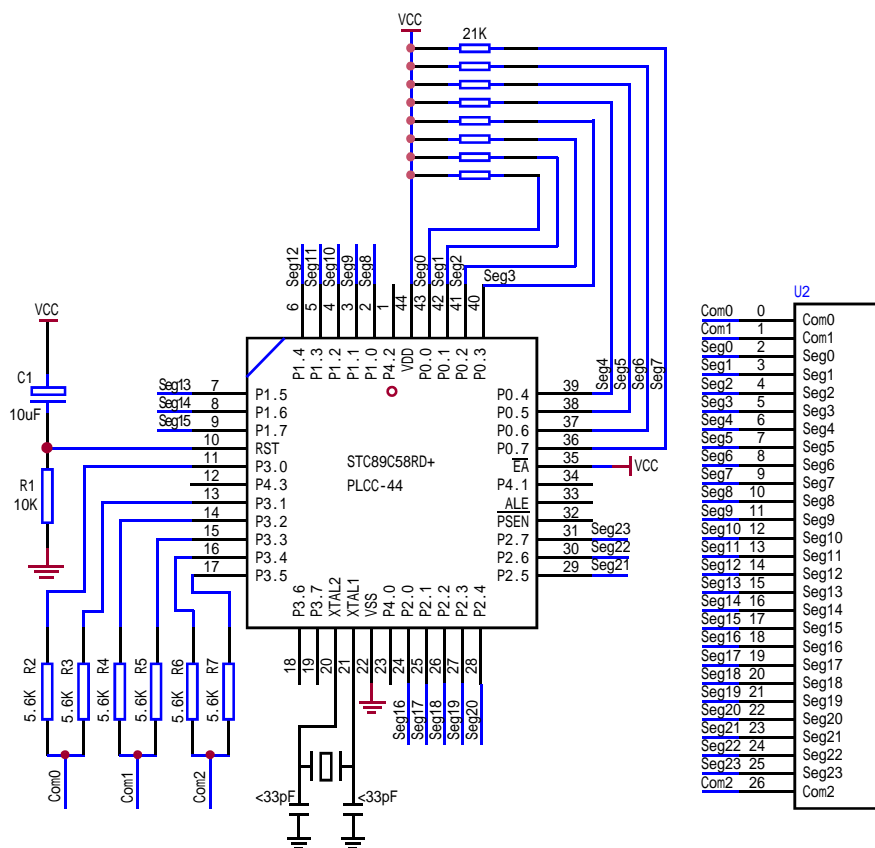 VCC
21K
Seg12
Seg11
Seg10
Seg9
Seg8
Seg0
Seg1
Seg2
Seg3
6
5
4
3
2
1
44
43
42
41
40
P1.4
P1.3
P1.2
P1.1
P1.0
P4.2
VDD
P0.0
P0.1
P0.2
P0.3
VCC
C1
10uF
R1
10K
Seg13 7 P1.5
Seg14 8 P1.6
Seg15 9 P1.7
10 RST
11 P3.0
12 P4.3
13 P3.1
14 P3.2
15 P3.3
16 P3.4
17 P3.5
STC89C58RD+
PLCC-44
P0.4 39
P0.5 38
P0.6 37
P0.7 36
EA 35 VCC
P4.1 34
ALE 33
PSEN 32
P2.7 31 Seg23
P2.6 30 Seg22
P2.5 29 Seg21
Seg4
Seg5
Seg6
Seg7
P3.6
P3.7
XTAL2
XTAL1
VSS
P4.0
P2.0
P2.1
P2.2
P2.3
P2.4
18
19
20
21
22
23
24
25
26
27
28
Seg16
Seg17
Seg18
Seg19
Seg20
R2 5.6K
R3 5.6K
R4 5.6K
R5 5.6K
R6 5.6K
R7 5.6K
Com0
Com1
Com2
<33pF
<33pF
U2
Com0 0 Com0
Com1 1 Com1
Seg0 2 Seg0
Seg1 3 Seg1
Seg2 4 Seg2
Seg3 5 Seg3
Seg4 6 Seg4
Seg5 7 Seg5
Seg6 8 Seg6
Seg7 9 Seg7
Seg8 10 Seg8
Seg9 11 Seg9
Seg10 12 Seg10
Seg11 13 Seg11
Seg12 14 Seg12
Seg13 15 Seg13
Seg14 16 Seg14
Seg15 17 Seg15
Seg16 18 Seg16
Seg17 19 Seg17
Seg18 20 Seg18
Seg19 21 Seg19
Seg20 22 Seg20
Seg21 23 Seg21
Seg22 24 Seg22
Seg23 25 Seg23
Com2 26 Com2